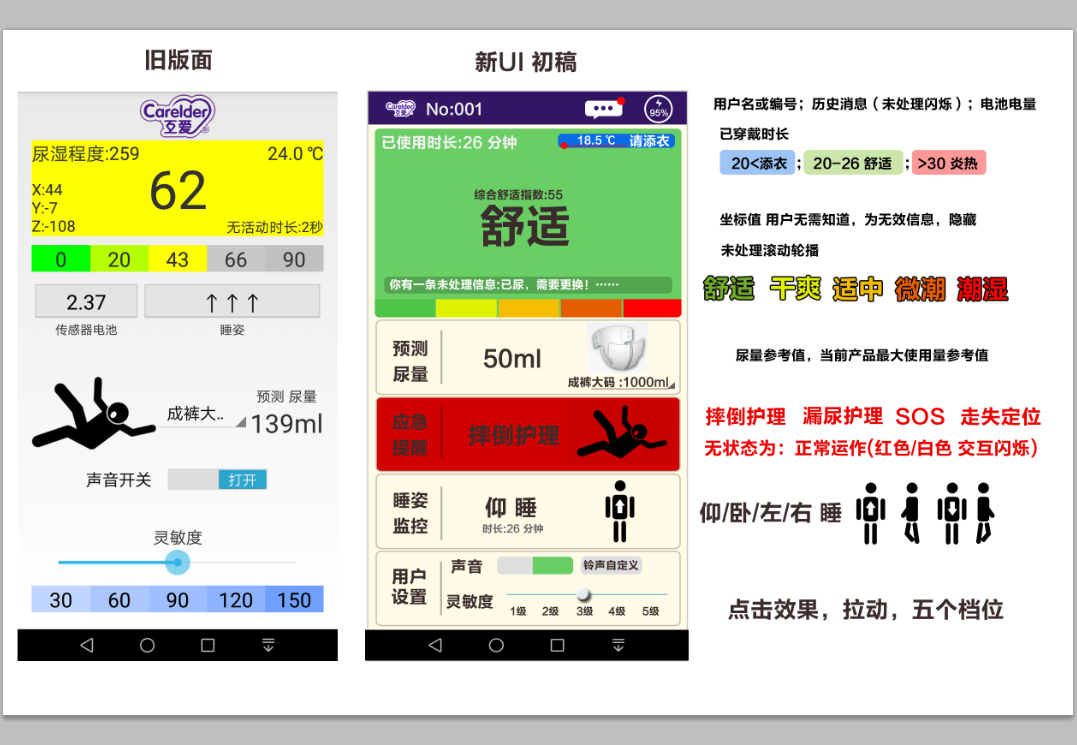 旧版面
新UI 初稿
Carelder
互爱
®
尿湿程度:259
24.0 ℃
X:44
Y:-7
Z:-108
62
无活动时长:2秒
0 20 43 66 90
2.37
↑↑↑
传感器电池
睡姿
成裤大..
预测 尿量
139ml
声音开关
打开
灵敏度
30 60 90 120 150
Carelder
互爱
No:001
95%
已使用时长:26 分钟
18.5 ℃ 请添衣
综合舒适指数:55
舒适
你有一条未处理信息:已尿，需要更换！……
预测
尿量
50ml
成裤大码 :1000ml
应急
提醒
摔倒护理
睡姿
监控
仰 睡
时长:26 分钟
用户
设置
声音
铃声自定义
灵敏度
1级 2级 3级 4级 5级
用户名或编号；历史消息（未处理闪烁）；电池电量
已穿戴时长
20<添衣 ; 20–26 舒适 ; >30 炎热
坐标值 用户无需知道，为无效信息，隐藏
未处理滚动轮播
舒适 干爽 适中 微潮 潮湿
尿量参考值，当前产品最大使用量参考值
摔倒护理 漏尿护理 SOS 走失定位
无状态为：正常运作(红色/白色 交互闪烁）
仰/卧/左/右 睡
点击效果，拉动，五个档位